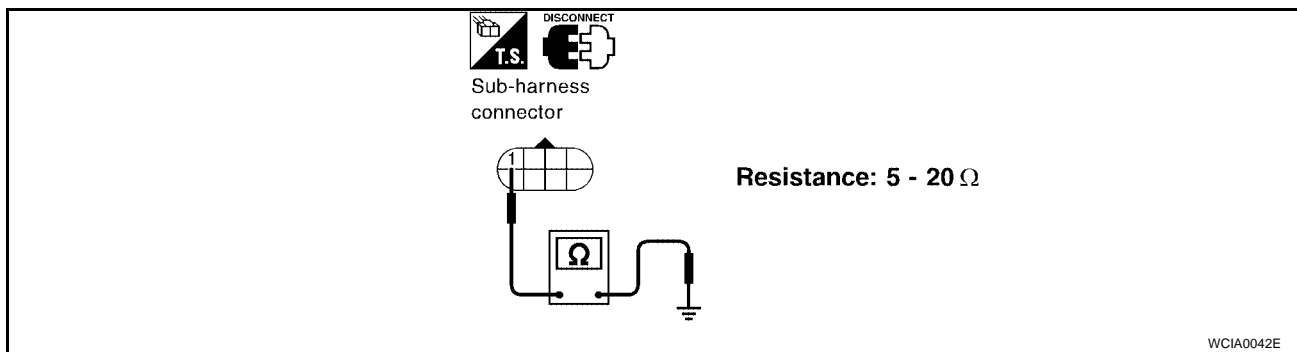 DISCONNECT
T.S.
Sub-harness
connector
1
Resistance: 5 - 20 Ω
Ω
WCIA0042E